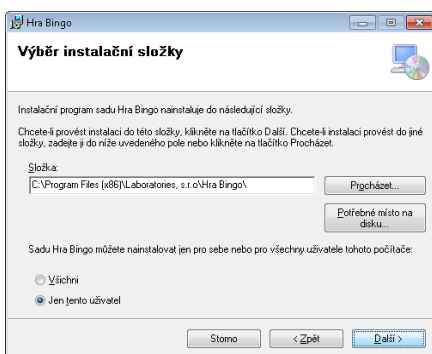 Hra Bingo
Výběr instalační složky
Instalační program sadu Hra Bingo nainstaluje do následující složky.
Chcete-li provést instalaci do této složky, klikněte na tlačítko Další. Chcete-li instalaci provést do jiné
složky, zadejte ji do níže uvedeného pole nebo klikněte na tlačítko Procházet.
Složka:
C:\Program Files (x86)\Laboratories, s.r.o\Hra Bingo\
Procházet...
Potřebné místo na
disku...
Sadu Hra Bingo můžete nainstalovat jen pro sebe nebo pro všechny uživatele tohoto počítače:
Všichni
Jen tento uživatel
Storno
< Zpět
Další >